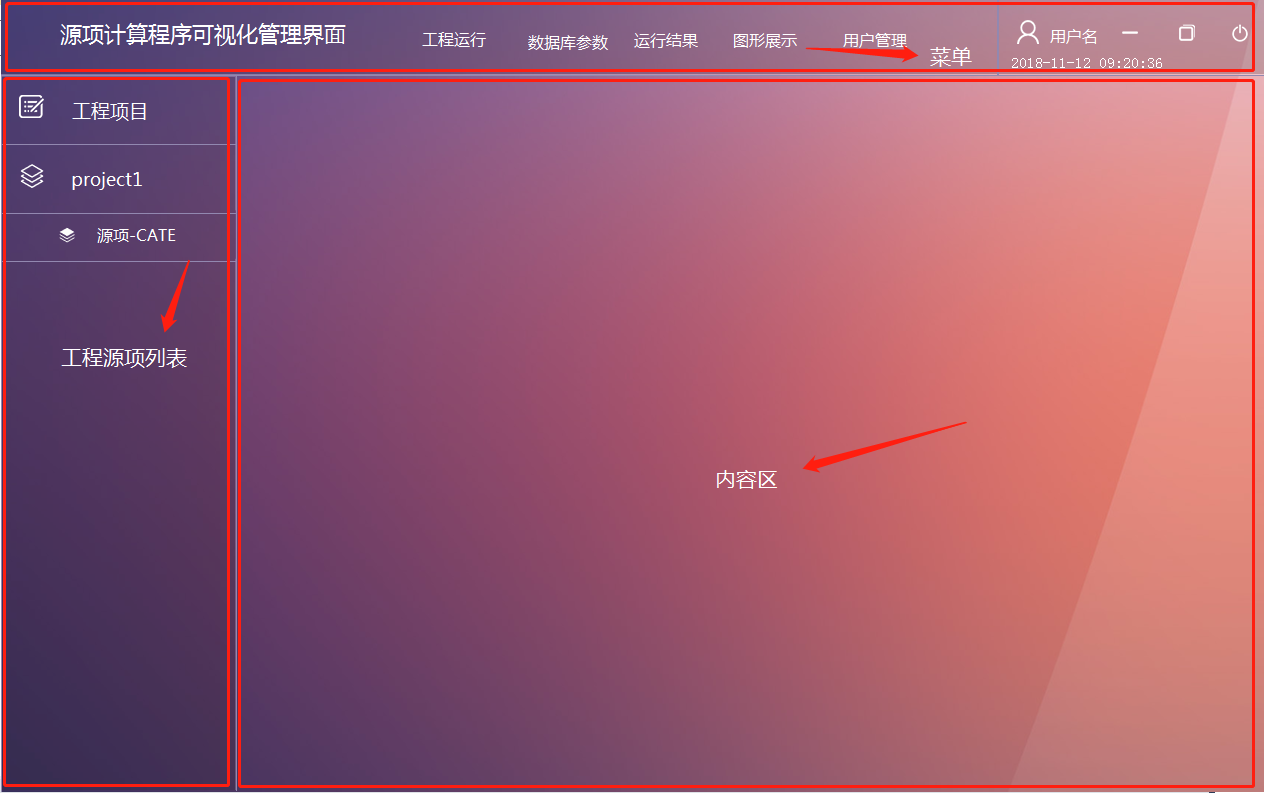 源项计算程序可视化管理界面
工程运行
数据库参数
运行结果
图形展示
用户管理
菜单
用户名
2018-11-12 09:20:36
工程项目
project1
源项-CATE
工程源项列表
内容区